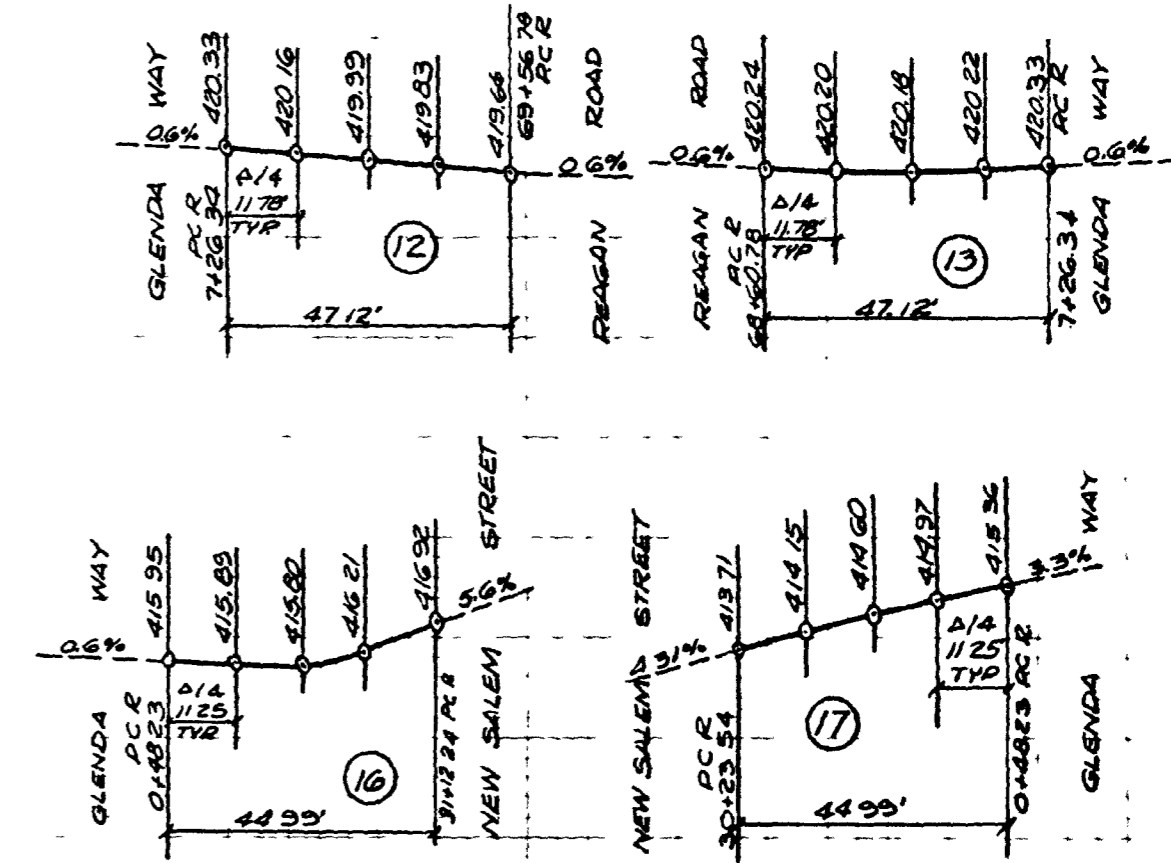 GLENDA WAY
420.33
420.16
419.99
419.83
419.66
69+56.78
PC R
REAGAN ROAD
0.6%
0.6%
PC R
7+26.34
Δ/4
11.78'
TYP.
12
47.12'
REAGAN ROAD
420.24
420.20
420.18
420.22
420.33
PC R
GLENDA WAY
0.6%
0.6%
PC R
68+60.78
Δ/4
11.78'
TYP
13
7+26.34
47.12'
GLENDA WAY
415.95
415.89
415.80
416.21
416.92
NEW SALEM STREET
0.6%
5.6%
PC R
0+48.23
Δ/4
11.25
TYP.
16
31+12.24 PC R
44.99'
NEW SALEM STREET
413.71
414.15
414.60
414.97
415.36
GLENDA WAY
3.1%
3.3%
PC R
30+23.54
17
Δ/4
11.25'
TYP
0+48.23 PC R
44.99'